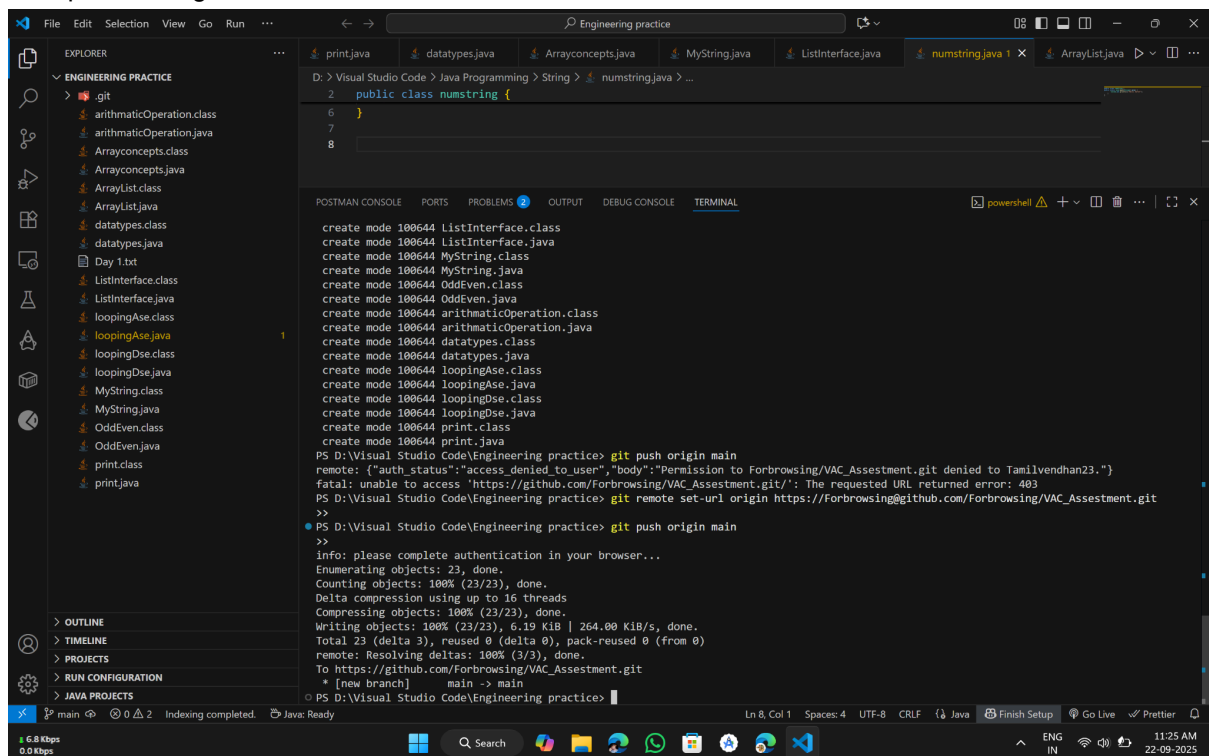 File Edit Selection View Go Run ···
Engineering practice
EXPLORER ···
ENGINEERING PRACTICE
.git
arithmaticOperation.class
arithmaticOperation.java
Arrayconcepts.class
Arrayconcepts.java
ArrayList.class
ArrayList.java
datatypes.class
datatypes.java
Day 1.txt
ListInterface.class
ListInterface.java
loopingAse.class
loopingAse.java 1
loopingDse.class
loopingDse.java
MyString.class
MyString.java
OddEven.class
OddEven.java
print.class
print.java
> OUTLINE
> TIMELINE
> PROJECTS
> RUN CONFIGURATION
> JAVA PROJECTS
print.java datatypes.java Arrayconcepts.java MyString.java ListInterface.java numstring.java 1 ArrayList.java
D: > Visual Studio Code > Java Programming > String > numstring.java > ...
2 public class numstring {
6 }
7
8
POSTMAN CONSOLE PORTS PROBLEMS 2 OUTPUT DEBUG CONSOLE TERMINAL powershell
create mode 100644 ListInterface.class
create mode 100644 ListInterface.java
create mode 100644 MyString.class
create mode 100644 MyString.java
create mode 100644 OddEven.class
create mode 100644 OddEven.java
create mode 100644 arithmaticOperation.class
create mode 100644 arithmaticOperation.java
create mode 100644 datatypes.class
create mode 100644 datatypes.java
create mode 100644 loopingAse.class
create mode 100644 loopingAse.java
create mode 100644 loopingDse.class
create mode 100644 loopingDse.java
create mode 100644 print.class
create mode 100644 print.java
PS D:\Visual Studio Code\Engineering practice> git push origin main
remote: {"auth_status":"access_denied_to_user","body":"Permission to Forbrowsing/VAC_Assestment.git denied to Tamilvendhan23."}
fatal: unable to access 'https://github.com/Forbrowsing/VAC_Assestment.git/': The requested URL returned error: 403
PS D:\Visual Studio Code\Engineering practice> git remote set-url origin https://Forbrowsing@github.com/Forbrowsing/VAC_Assestment.git
>>
PS D:\Visual Studio Code\Engineering practice> git push origin main
>>
info: please complete authentication in your browser...
Enumerating objects: 23, done.
Counting objects: 100% (23/23), done.
Delta compression using up to 16 threads
Compressing objects: 100% (23/23), done.
Writing objects: 100% (23/23), 6.19 KiB | 264.00 KiB/s, done.
Total 23 (delta 3), reused 0 (delta 0), pack-reused 0 (from 0)
remote: Resolving deltas: 100% (3/3), done.
To https://github.com/Forbrowsing/VAC_Assestment.git
* [new branch] main -> main
PS D:\Visual Studio Code\Engineering practice>
main 0 2 Indexing completed. Java: Ready Ln 8, Col 1 Spaces: 4 UTF-8 CRLF Java Finish Setup Go Live Prettier
6.8 Kbps
0.0 Kbps
Search
ENG
IN
11:25 AM
22-09-2025